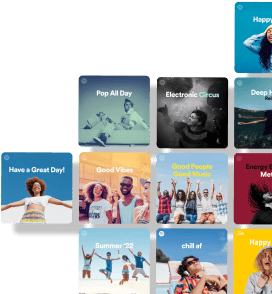 Happy
Pop All Day
Electronic Circus
Deep H
Have a Great Day!
Good Vibes
Good People
Good Music
Energy
Met
Summer '22
chill af
Happy